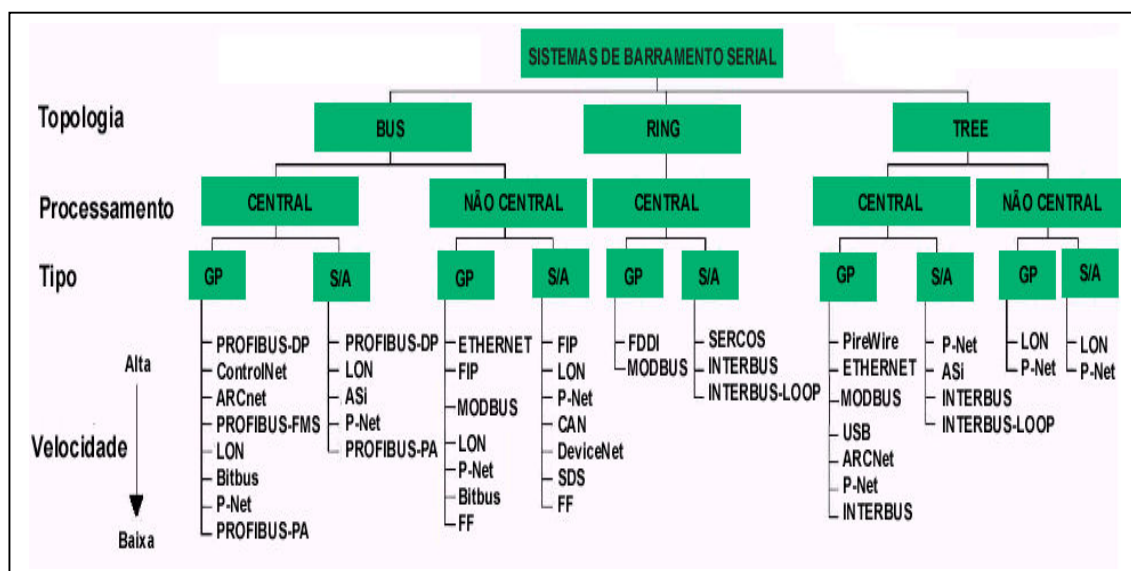 SISTEMAS DE BARRAMENTO SERIAL
Topologia
BUS
RING
TREE
Processamento
CENTRAL
NÃO CENTRAL
CENTRAL
CENTRAL
NÃO CENTRAL
Tipo
GP
S/A
GP
S/A
GP
S/A
GP
S/A
GP
S/A
Alta
Velocidade
Baixa
PROFIBUS-DP
ControlNet
ARCnet
PROFIBUS-FMS
LON
Bitbus
P-Net
PROFIBUS-PA
PROFIBUS-DP
LON
ASi
P-Net
PROFIBUS-PA
ETHERNET
FIP
MODBUS
LON
P-Net
Bitbus
FF
FIP
LON
P-Net
CAN
DeviceNet
SDS
FF
FDDI
MODBUS
SERCOS
INTERBUS
INTERBUS-LOOP
PireWire
ETHERNET
MODBUS
USB
ARCNet
P-Net
INTERBUS
P-Net
ASi
INTERBUS
INTERBUS-LOOP
LON
P-Net
LON
P-Net